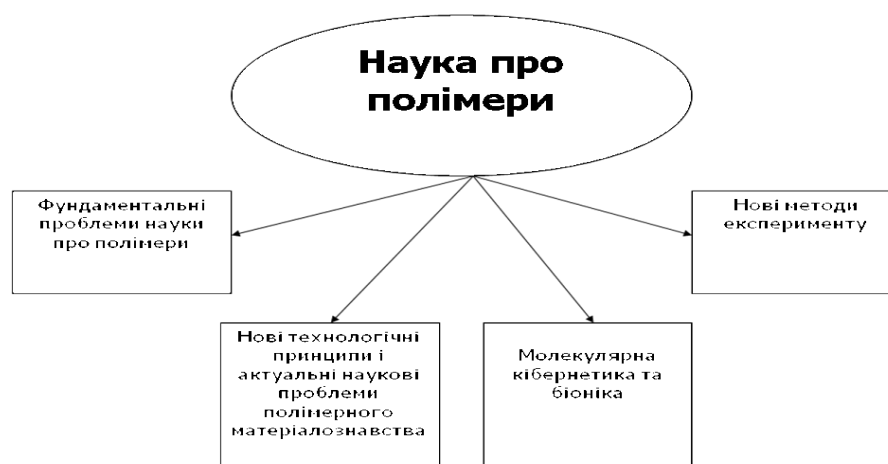 Наука про
полімери
Фундаментальні
проблеми науки
про полімери
Нові методи
експерименту
Нові технологічні
принципи і
актуальні наукові
проблеми
полімерного
матеріалознавства
Молекулярна
кібернетика та
біоніка